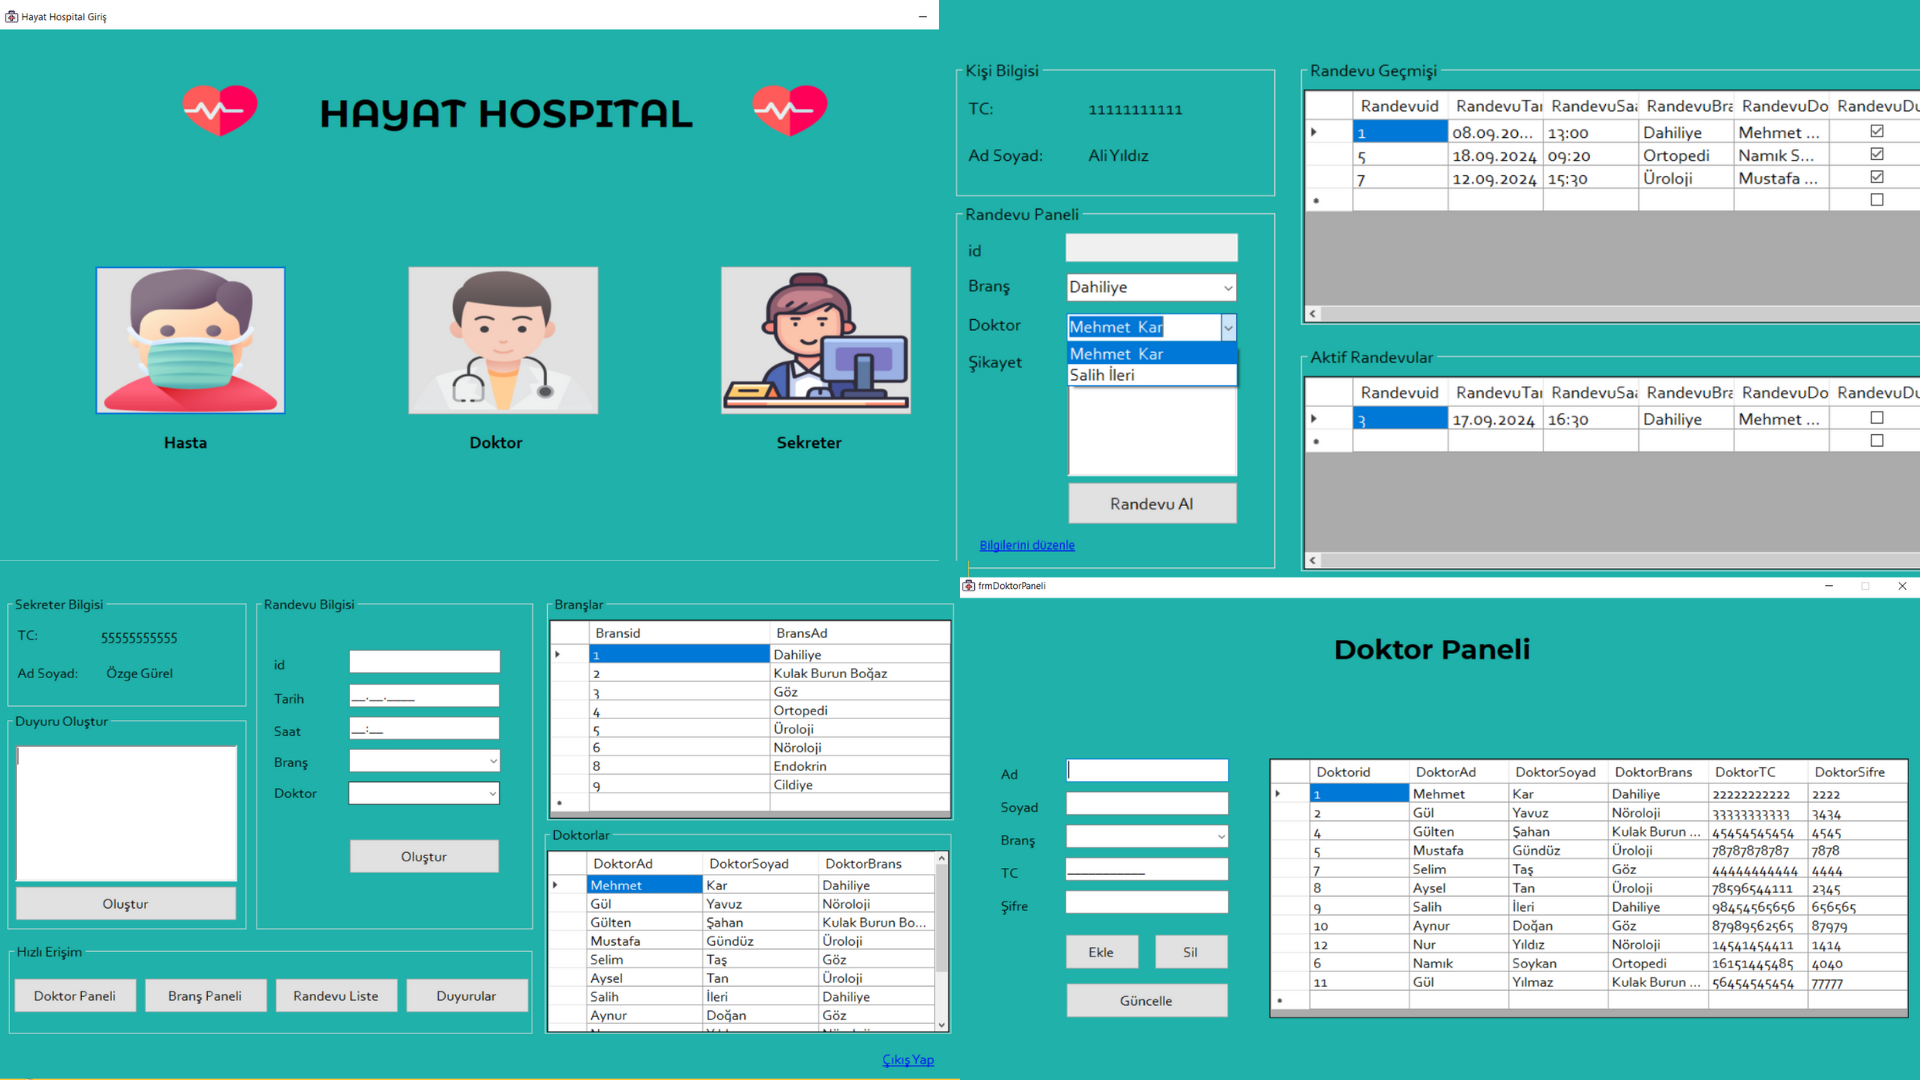 Hayat Hospital Giriş
HAYAT HOSPITAL
Hasta
Doktor
Sekreter
Kişi Bilgisi
TC: 11111111111
Ad Soyad: Ali Yıldız
Randevu Paneli
id
Branş Dahiliye
Doktor Mehmet Kar
Mehmet Kar
Salih İleri
Şikayet
Randevu Al
Bilgilerini düzenle
Randevu Geçmişi
Randevuid RandevuTar RandevuSaa RandevuBra RandevuDo RandevuDu
1 08.09.20... 13:00 Dahiliye Mehmet ...
5 18.09.2024 09:20 Ortopedi Namık S...
7 12.09.2024 15:30 Üroloji Mustafa ...
Aktif Randevular
Randevuid RandevuTar RandevuSaa RandevuBra RandevuDo RandevuDu
3 17.09.2024 16:30 Dahiliye Mehmet ...
Sekreter Bilgisi
TC: 55555555555
Ad Soyad: Özge Gürel
Duyuru Oluştur
Oluştur
Randevu Bilgisi
id
Tarih __.__.____
Saat __:__
Branş
Doktor
Oluştur
Hızlı Erişim
Doktor Paneli
Branş Paneli
Randevu Liste
Duyurular
Branşlar
Bransid BransAd
1 Dahiliye
2 Kulak Burun Boğaz
3 Göz
4 Ortopedi
5 Üroloji
6 Nöroloji
8 Endokrin
9 Cildiye
Doktorlar
DoktorAd DoktorSoyad DoktorBrans
Mehmet Kar Dahiliye
Gül Yavuz Nöroloji
Gülten Şahan Kulak Burun Bo...
Mustafa Gündüz Üroloji
Selim Taş Göz
Aysel Tan Üroloji
Salih İleri Dahiliye
Aynur Doğan Göz
Çıkış Yap
frmDoktorPaneli
Doktor Paneli
Ad
Soyad
Branş
TC ___________
Şifre
Ekle
Sil
Güncelle
Doktorid DoktorAd DoktorSoyad DoktorBrans DoktorTC DoktorSifre
1 Mehmet Kar Dahiliye 22222222222 2222
2 Gül Yavuz Nöroloji 33333333333 3434
4 Gülten Şahan Kulak Burun ... 45454545454 4545
5 Mustafa Gündüz Üroloji 78787878787 7878
7 Selim Taş Göz 44444444444 4444
8 Aysel Tan Üroloji 78596544111 2345
9 Salih İleri Dahiliye 98454565656 656565
10 Aynur Doğan Göz 87989562565 87979
12 Nur Yıldız Nöroloji 14541454411 1414
6 Namık Soykan Ortopedi 16151445485 4040
11 Gül Yılmaz Kulak Burun ... 56454545454 77777